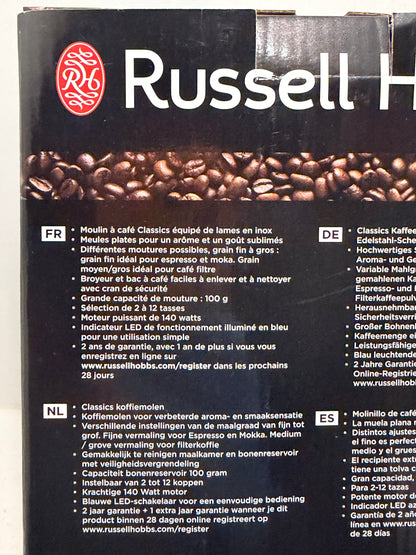 RH
Russell H
FR
• Moulin à café Classics équipé de lames en inox
• Meules plates pour un arôme et un goût sublimés
• Différentes moutures possibles, grain fin à gros :
grain fin idéal pour espresso et moka. Grain
moyen/gros idéal pour café filtre
• Broyeur et bac à café faciles à enlever et à nettoyer
avec cran de sécurité
• Grande capacité de mouture : 100 g
• Sélection de 2 à 12 tasses
• Moteur puissant de 140 watts
• Indicateur LED de fonctionnement illuminé en bleu
pour une utilisation simple
• 2 ans de garantie, avec 1 an de plus si vous vous
enregistrez en ligne sur
www.russellhobbs.com/register dans les prochains
28 jours
DE
• Classics Kaffee
Edelstahl-Sche
• Hochwertiges S
Aroma- und Ge
• Variable Mahlg
gemahlenen Ka
Espresso- und
Filterkaffeepulv
• Herausnehmbar
Sicherheitsverri
• Großer Bohnen
Kaffeemenge ei
• Leistungsfähige
• Blau leuchtende
• 2 Jahre Garantie
Online-Registrie
www.russellhob
NL
• Classics koffiemolen
• Koffiemolen voor verbeterde aroma- en smaaksensatie
• Verschillende instellingen van de maalgraad van fijn tot
grof. Fijne vermaling voor Espresso en Mokka. Medium
/ grove vermaling voor filterkoffie
• Gemakkelijk te reinigen maalkamer en bonenreservoir
met veiligheidsvergrendeling
• Capaciteit bonenreservoir 100 gram
• Instelbaar van 2 tot 12 koppen
• Krachtige 140 Watt motor
• Blauwe LED-schakelaar voor een eenvoudige bediening
• 2 jaar garantie + 1 extra jaar garantie wanneer je dit
product binnen 28 dagen online registreert op
www.russellhobbs.com/register
ES
• Molinillo de café
• La muela plana m
• Distintos ajustes
el fino es perfec
medio y el grues
• El recipiente ext
tiene una tolva c
• Gran capacidad,
• Para 2-12 tazas
• Potente motor d
• Indicador LED az
• Garantía de 2 año
línea en www.rus
de 28 días